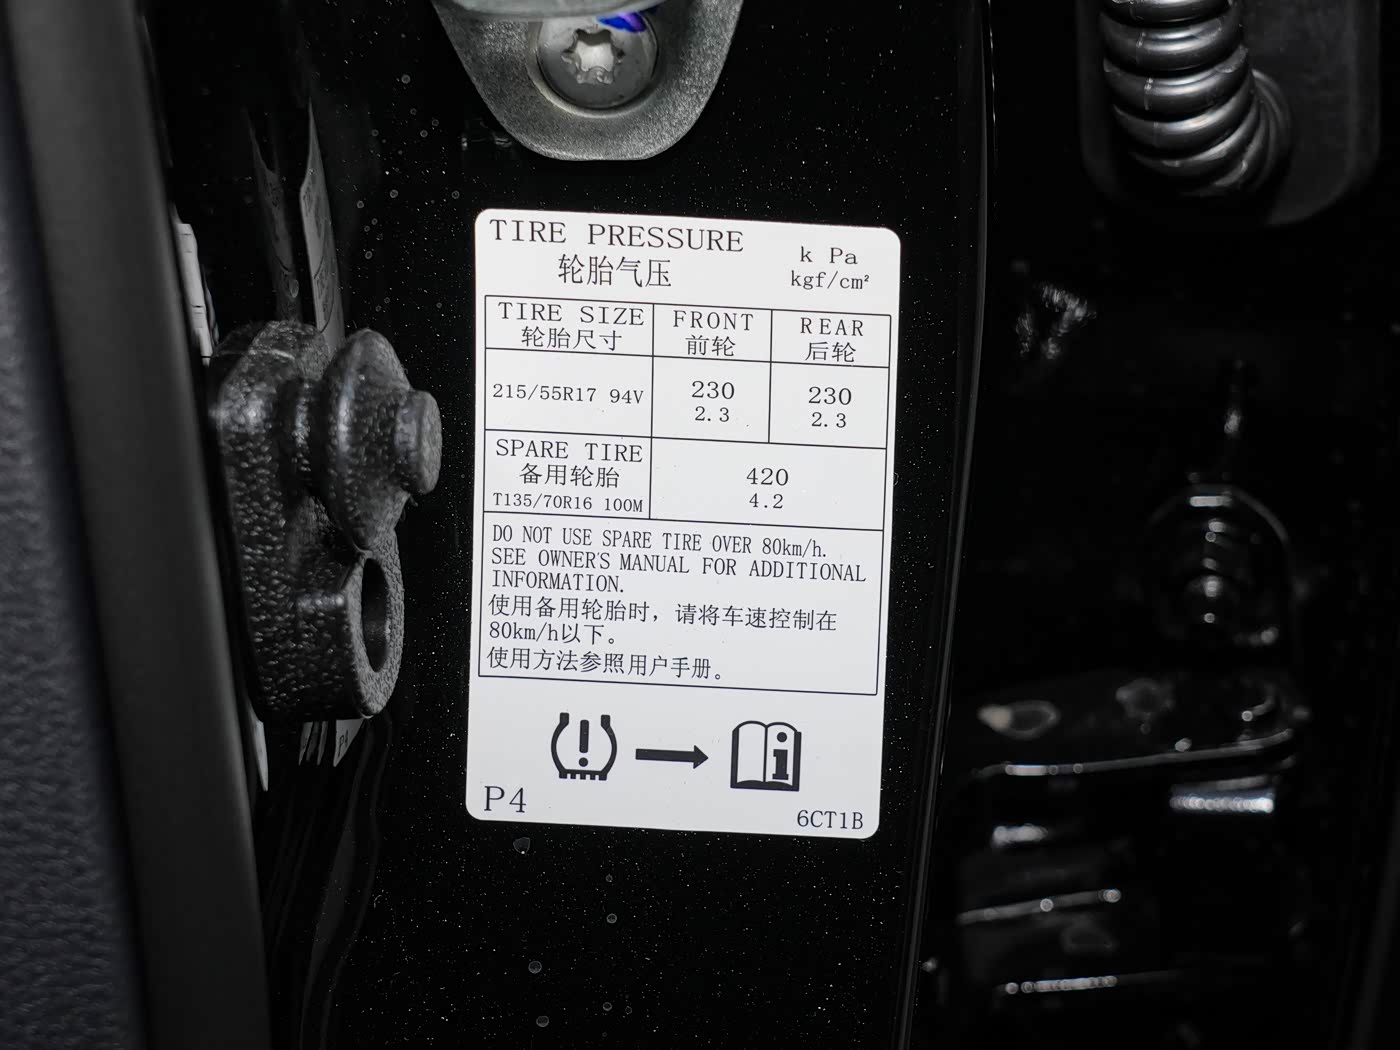 TIRE PRESSURE
轮胎气压
k Pa
kgf/cm²
TIRE SIZE
轮胎尺寸
FRONT
前轮
REAR
后轮
215/55R17 94V
230
2.3
230
2.3
SPARE TIRE
备用轮胎
T135/70R16 100M
420
4.2
DO NOT USE SPARE TIRE OVER 80km/h.
SEE OWNER'S MANUAL FOR ADDITIONAL
INFORMATION.
使用备用轮胎时，请将车速控制在
80km/h以下。
使用方法参照用户手册。
P4
6CT1B